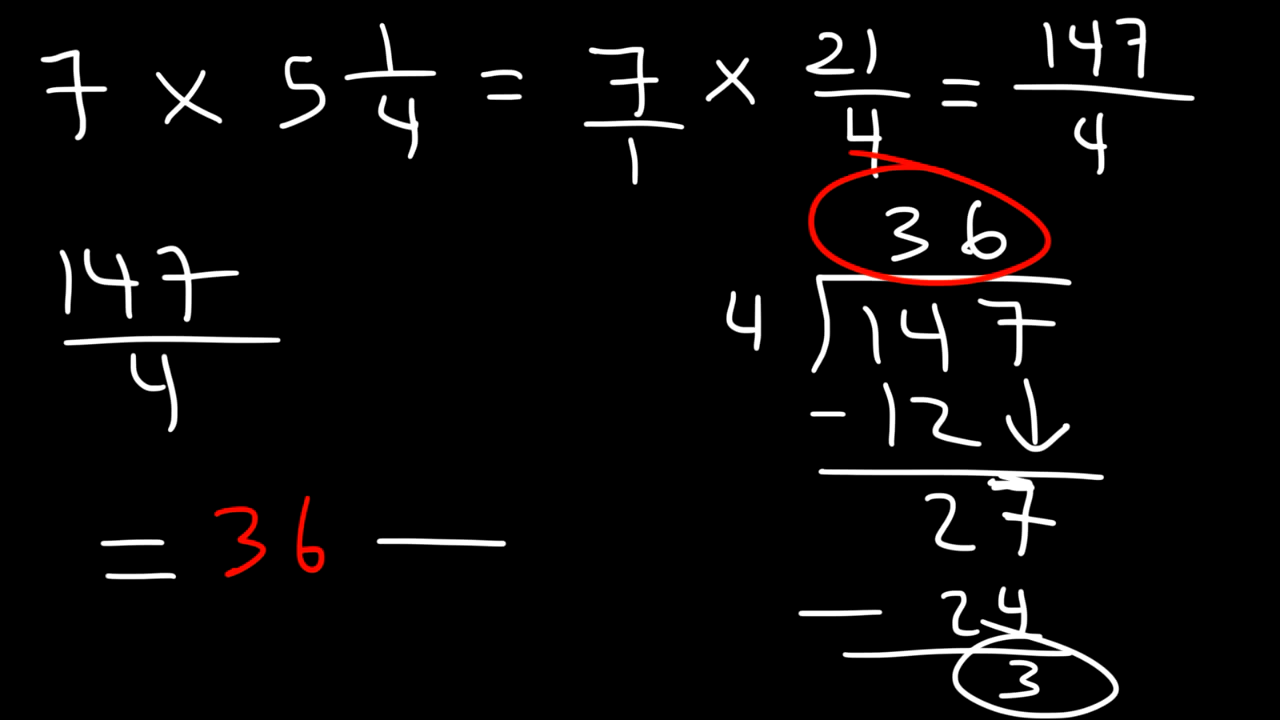 7 × 5 1/4 = 7/1 × 21/4 = 147/4
147/4
= 36 —
36
4 ) 147
- 12 ↓
27
- 24
3